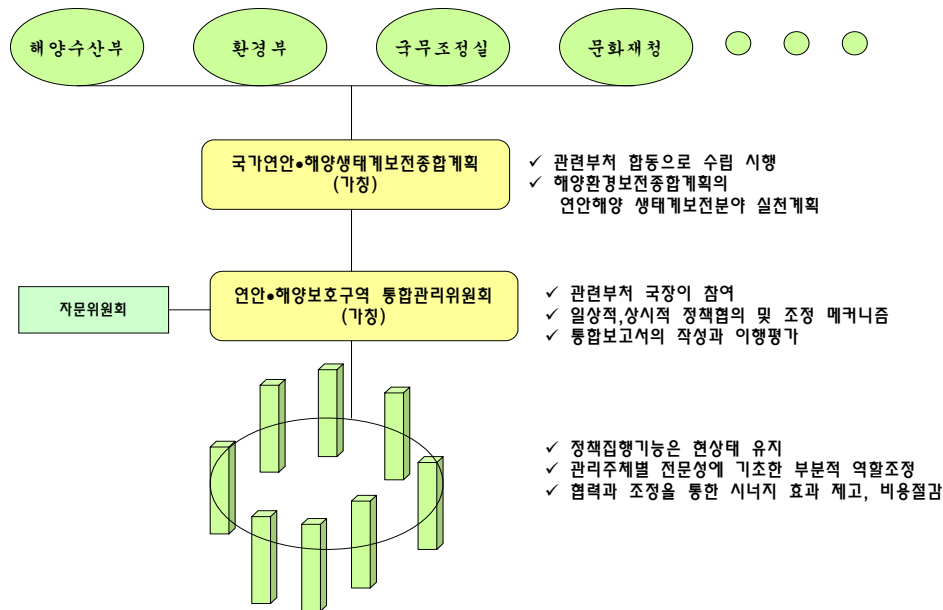 해양수산부
환경부
국무조정실
문화재청
국가연안●해양생태계보전종합계획
(가칭)
✓ 관련부처 합동으로 수립 시행
✓ 해양환경보전종합계획의
연안해양 생태계보전분야 실천계획
자문위원회
연안●해양보호구역 통합관리위원회
(가칭)
✓ 관련부처 국장이 참여
✓ 일상적,상시적 정책협의 및 조정 메커니즘
✓ 통합보고서의 작성과 이행평가
✓ 정책집행기능은 현상태 유지
✓ 관리주체별 전문성에 기초한 부분적 역할조정
✓ 협력과 조정을 통한 시너지 효과 제고, 비용절감